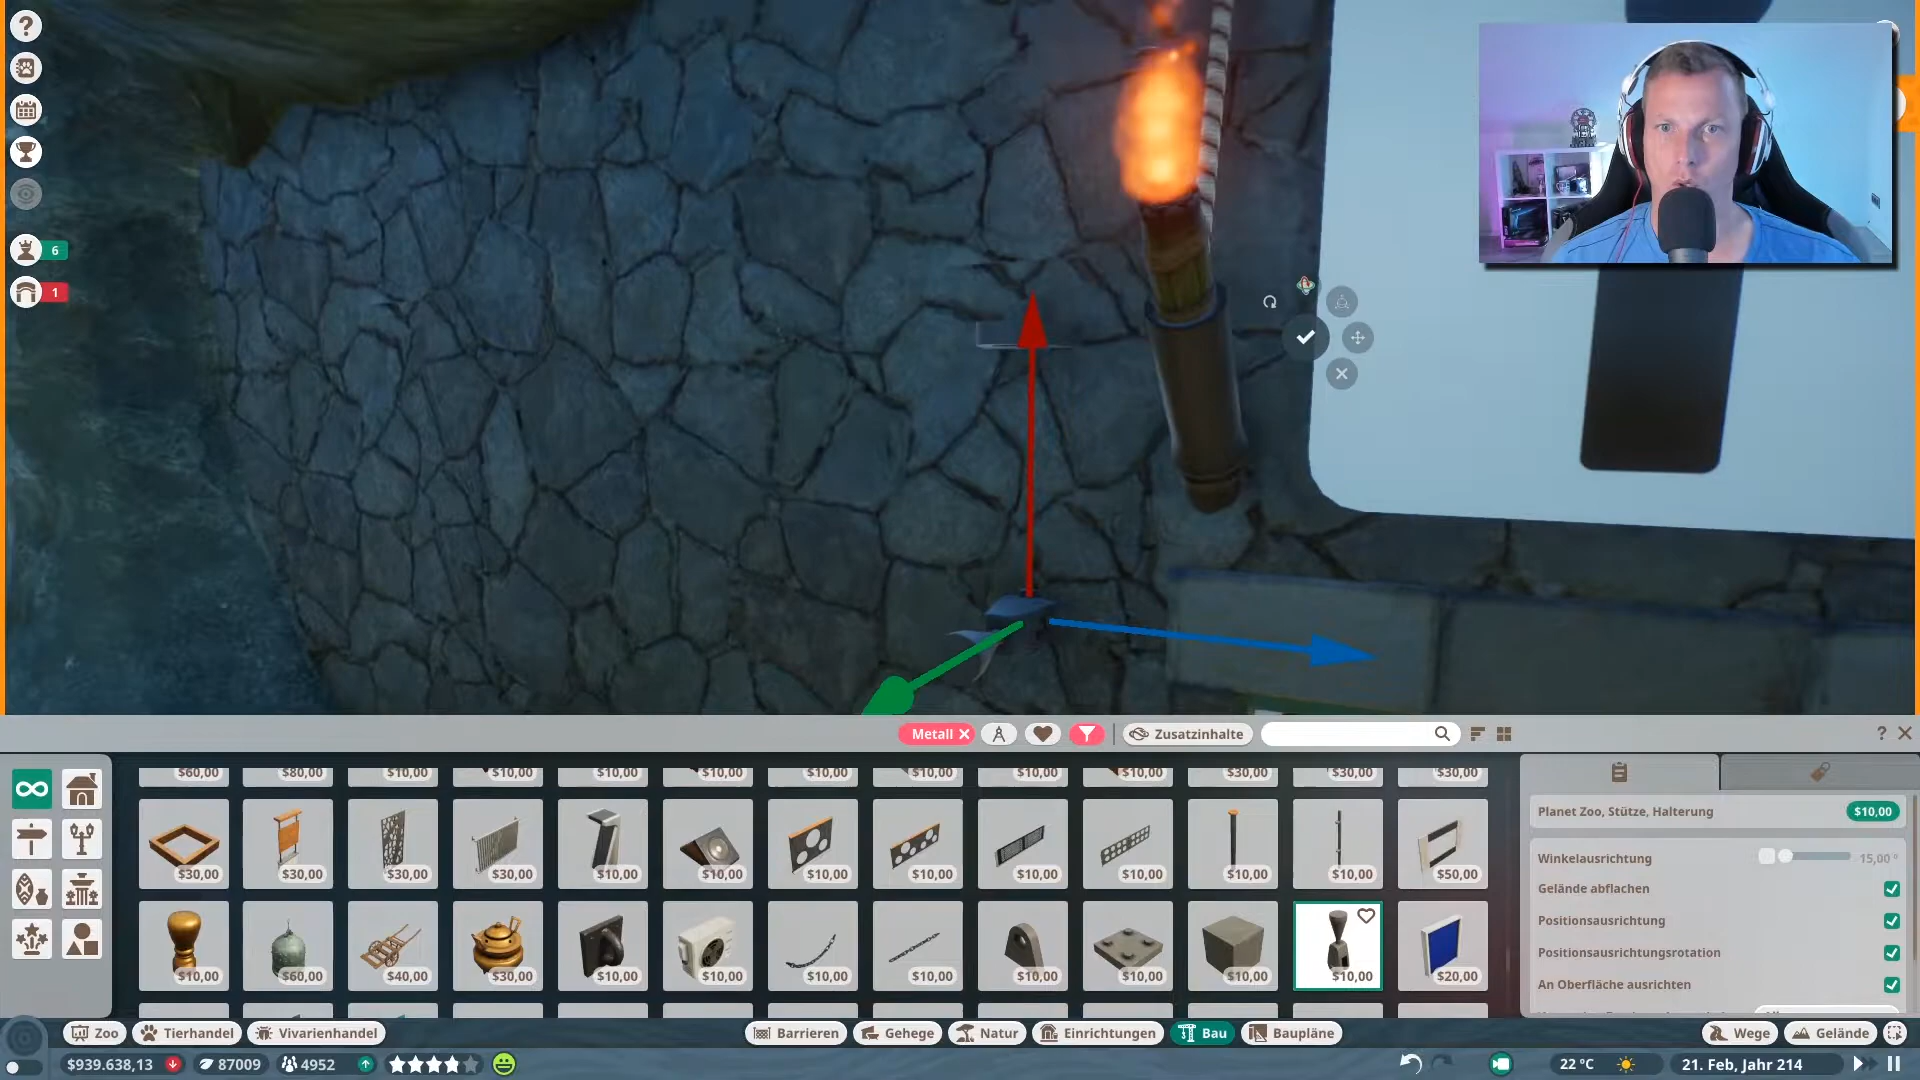 ?
6
1
Metall ✕
Zusatzinhalte
?
$60,00 $80,00 $10,00 $10,00 $10,00 $10,00 $10,00 $10,00 $10,00 $10,00 $30,00 $30,00 $30,00
$30,00 $30,00 $30,00 $30,00 $10,00 $10,00 $10,00 $10,00 $10,00 $10,00 $10,00 $10,00 $50,00
$10,00 $60,00 $40,00 $30,00 $10,00 $10,00 $10,00 $10,00 $10,00 $10,00 $10,00 $10,00 $20,00
Planet Zoo, Stütze, Halterung $10,00
Winkelausrichtung 15,00 °
Gelände abflachen
Positionsausrichtung
Positionsausrichtungsrotation
An Oberfläche ausrichten
Zoo Tierhandel Vivarienhandel Barrieren Gehege Natur Einrichtungen Bau Baupläne Wege Gelände
$939.638,13 87009 4952 22 °C 21. Feb, Jahr 214